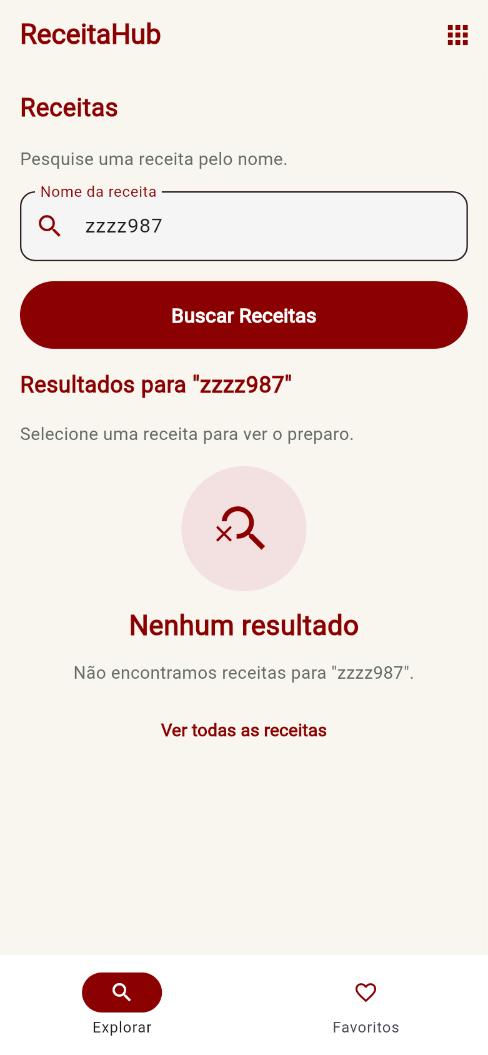 ReceitaHub
Receitas
Pesquise uma receita pelo nome.
Nome da receita
zzzz987
Buscar Receitas
Resultados para "zzzz987"
Selecione uma receita para ver o preparo.
Nenhum resultado
Não encontramos receitas para "zzzz987".
Ver todas as receitas
Explorar
Favoritos